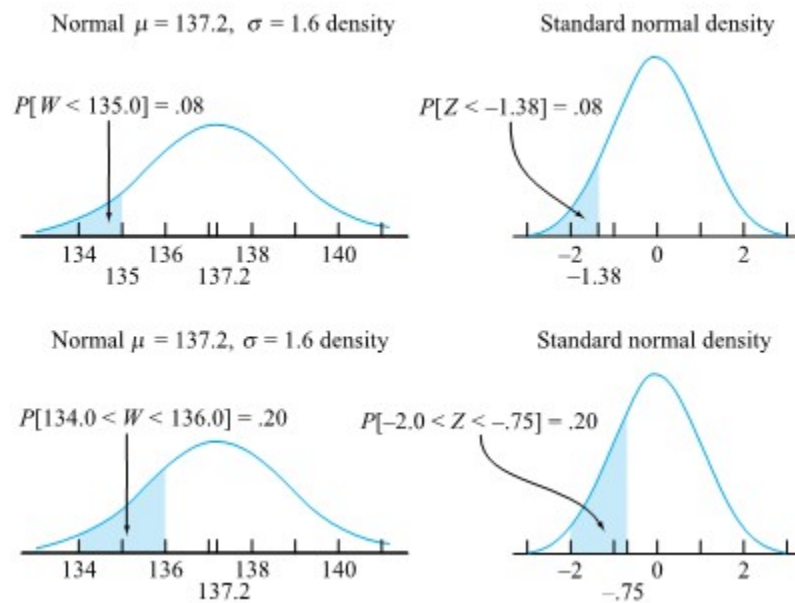 Normal μ = 137.2, σ = 1.6 density
Standard normal density
P[W < 135.0] = .08
P[Z < –1.38] = .08
134 136 138 140
135 137.2
–2 0 2
–1.38
Normal μ = 137.2, σ = 1.6 density
Standard normal density
P[134.0 < W < 136.0] = .20
P[–2.0 < Z < –.75] = .20
134 136 138 140
137.2
–2 0 2
–.75